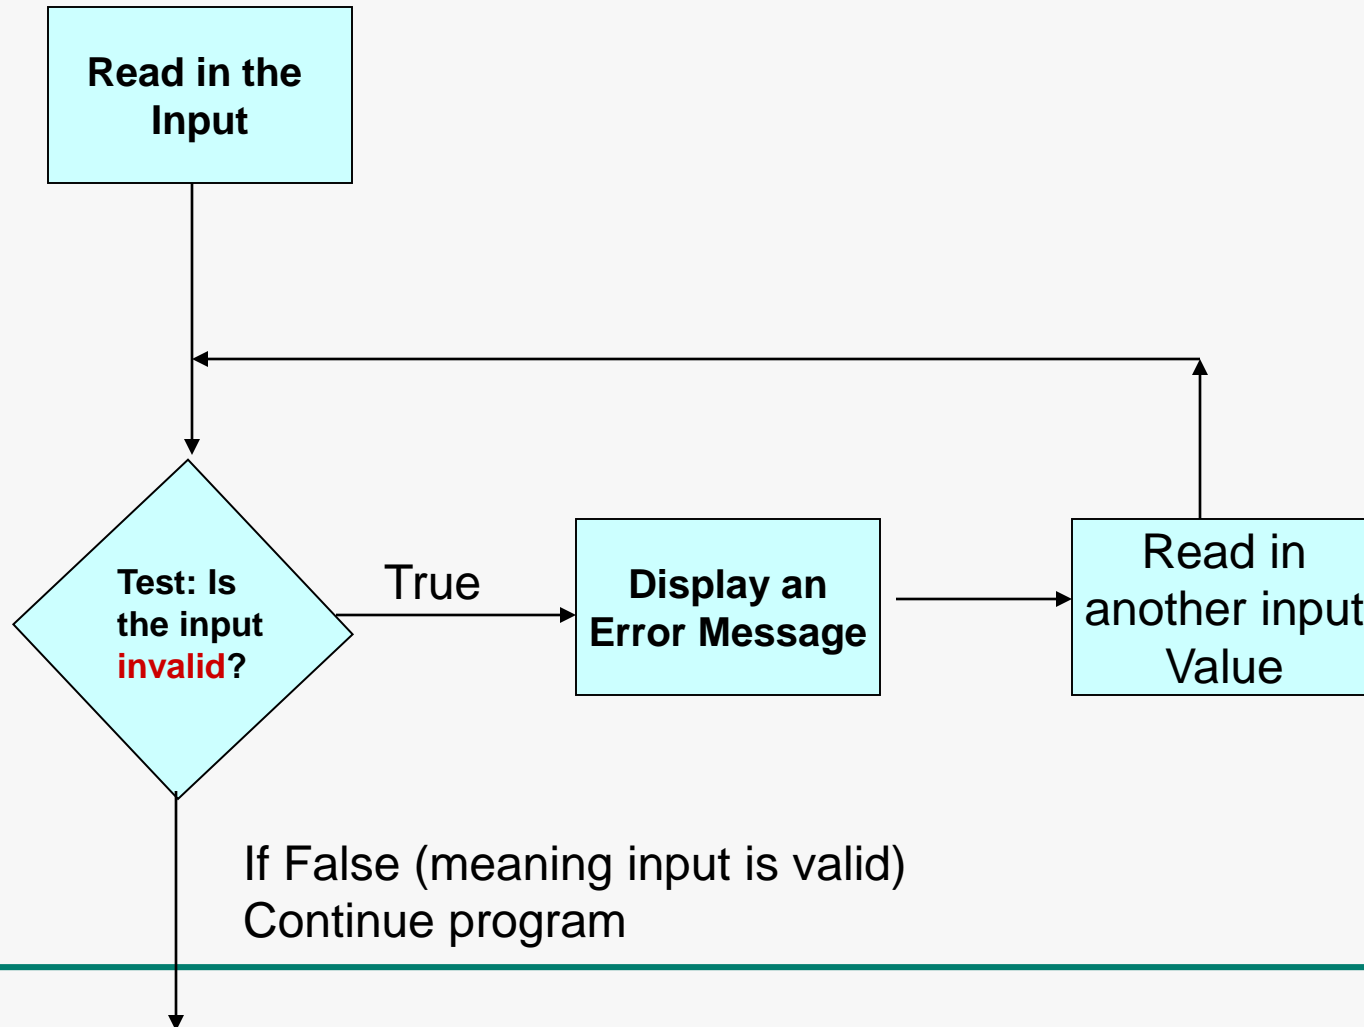 Read in the
Input
Test: Is
the input
invalid?
True
Display an
Error Message
Read in
another input
Value
If False (meaning input is valid)
Continue program